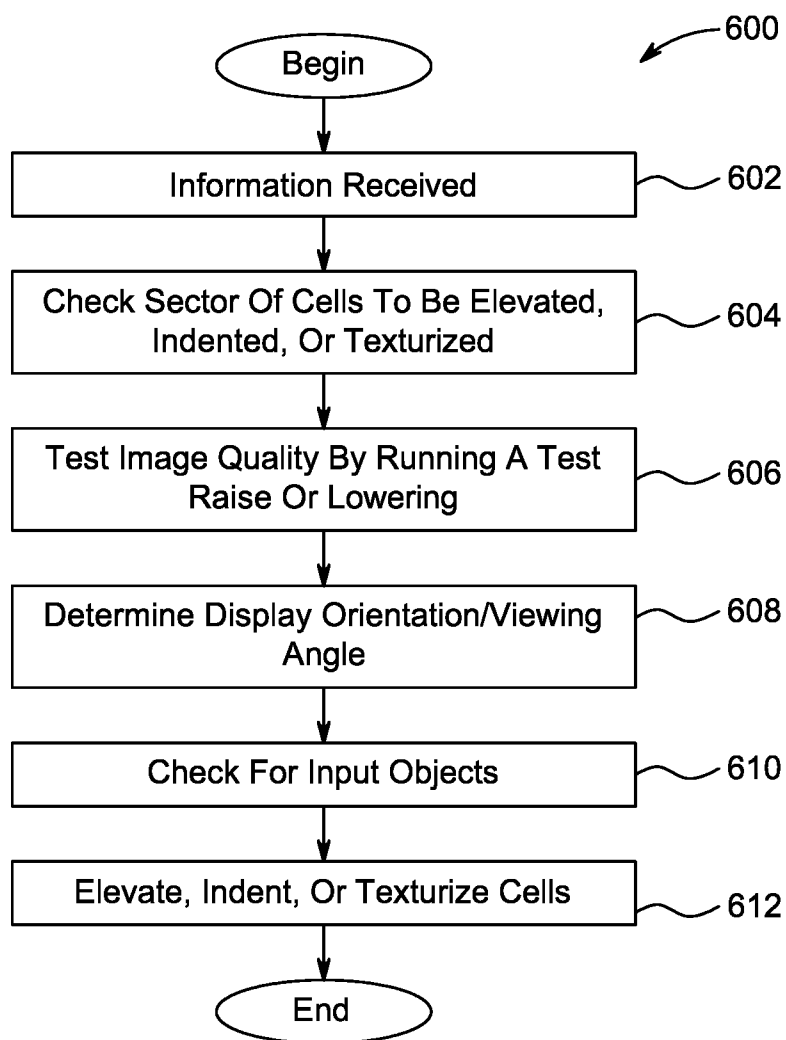 600
Begin
Information Received
602
Check Sector Of Cells To Be Elevated,
Indented, Or Texturized
604
Test Image Quality By Running A Test
Raise Or Lowering
606
Determine Display Orientation/Viewing
Angle
608
Check For Input Objects
610
Elevate, Indent, Or Texturize Cells
612
End